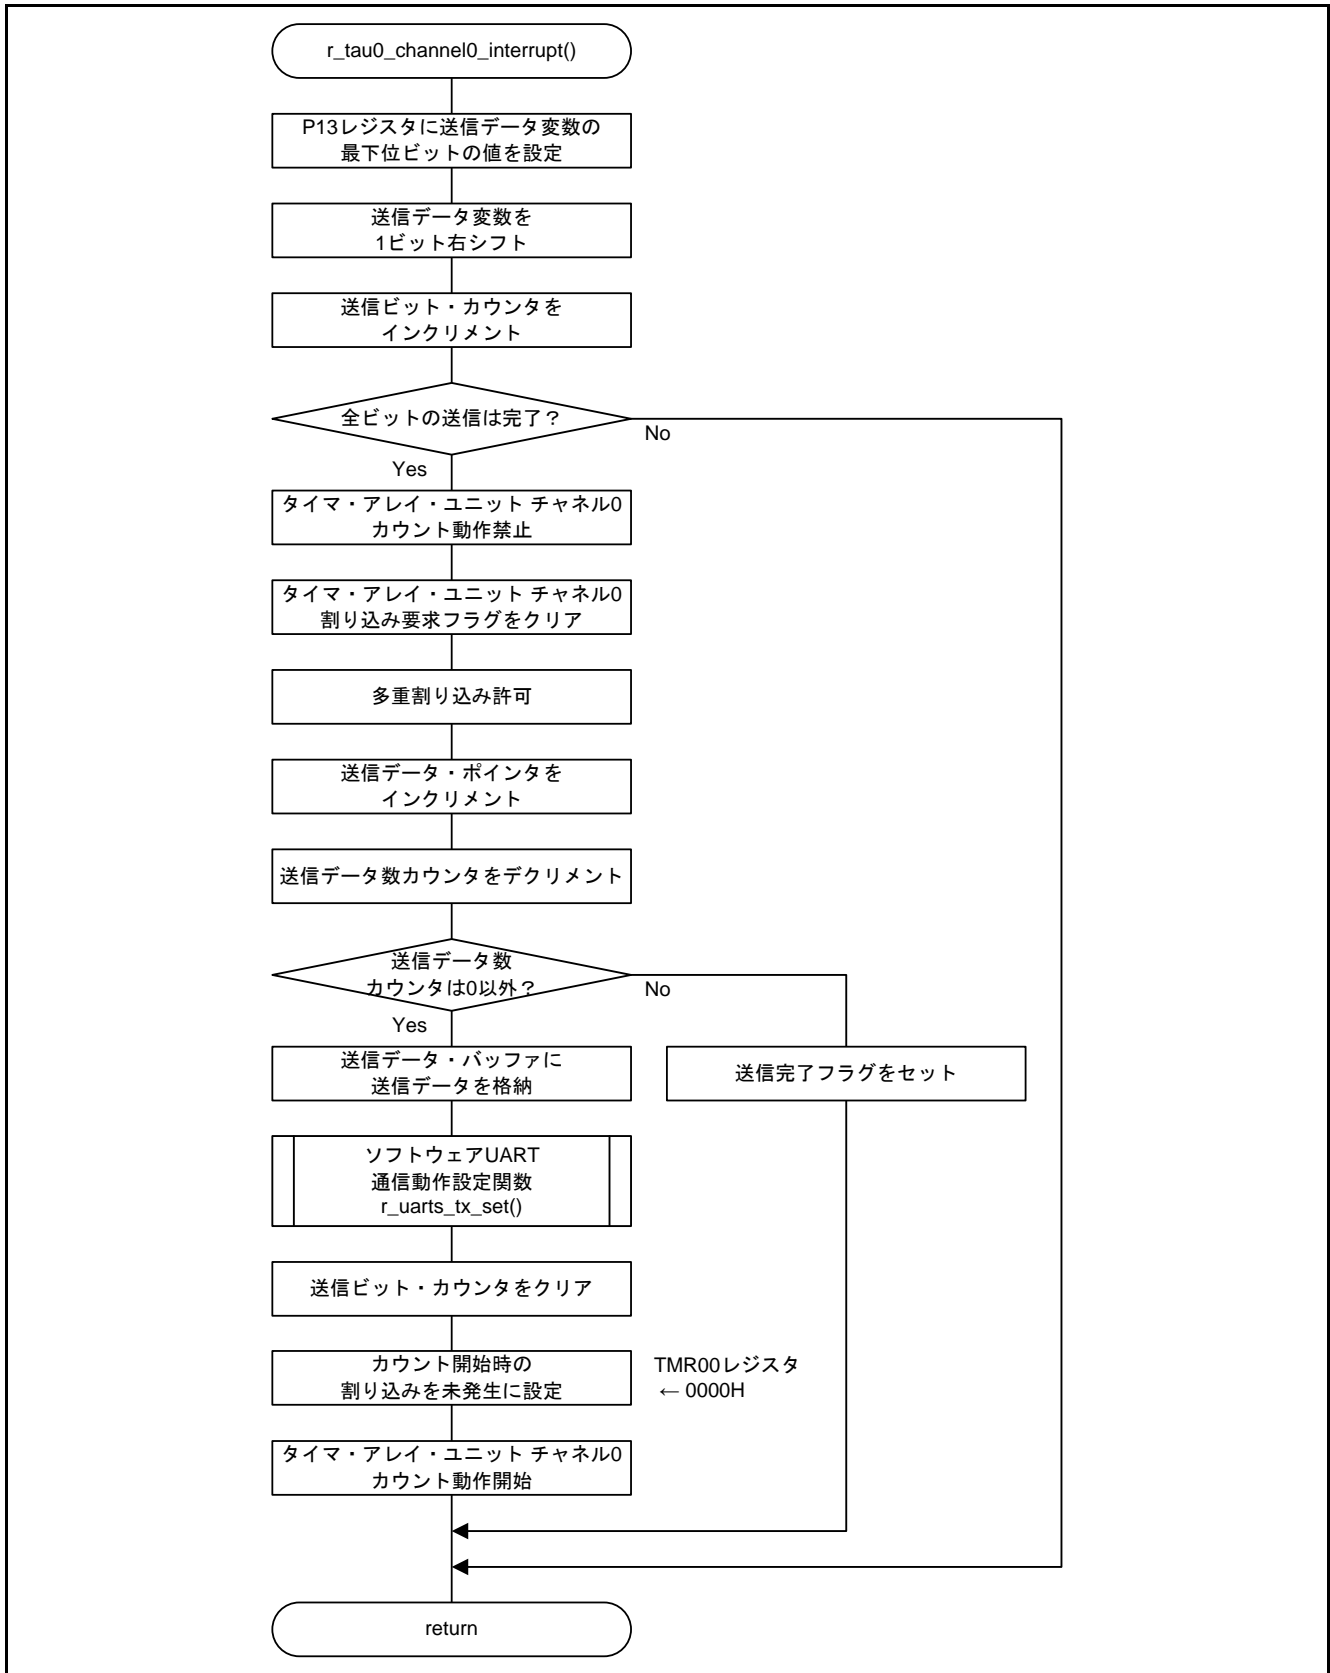 r_tau0_channel0_interrupt()
P13レジスタに送信データ変数の
最下位ビットの値を設定
送信データ変数を
1ビット右シフト
送信ビット・カウンタを
インクリメント
全ビットの送信は完了？
No
Yes
タイマ・アレイ・ユニット チャネル0
カウント動作禁止
タイマ・アレイ・ユニット チャネル0
割り込み要求フラグをクリア
多重割り込み許可
送信データ・ポインタを
インクリメント
送信データ数カウンタをデクリメント
送信データ数
カウンタは0以外？
No
Yes
送信データ・バッファに
送信データを格納
送信完了フラグをセット
ソフトウェアUART
通信動作設定関数
r_uarts_tx_set()
送信ビット・カウンタをクリア
カウント開始時の
割り込みを未発生に設定
TMR00レジスタ
← 0000H
タイマ・アレイ・ユニット チャネル0
カウント動作開始
return